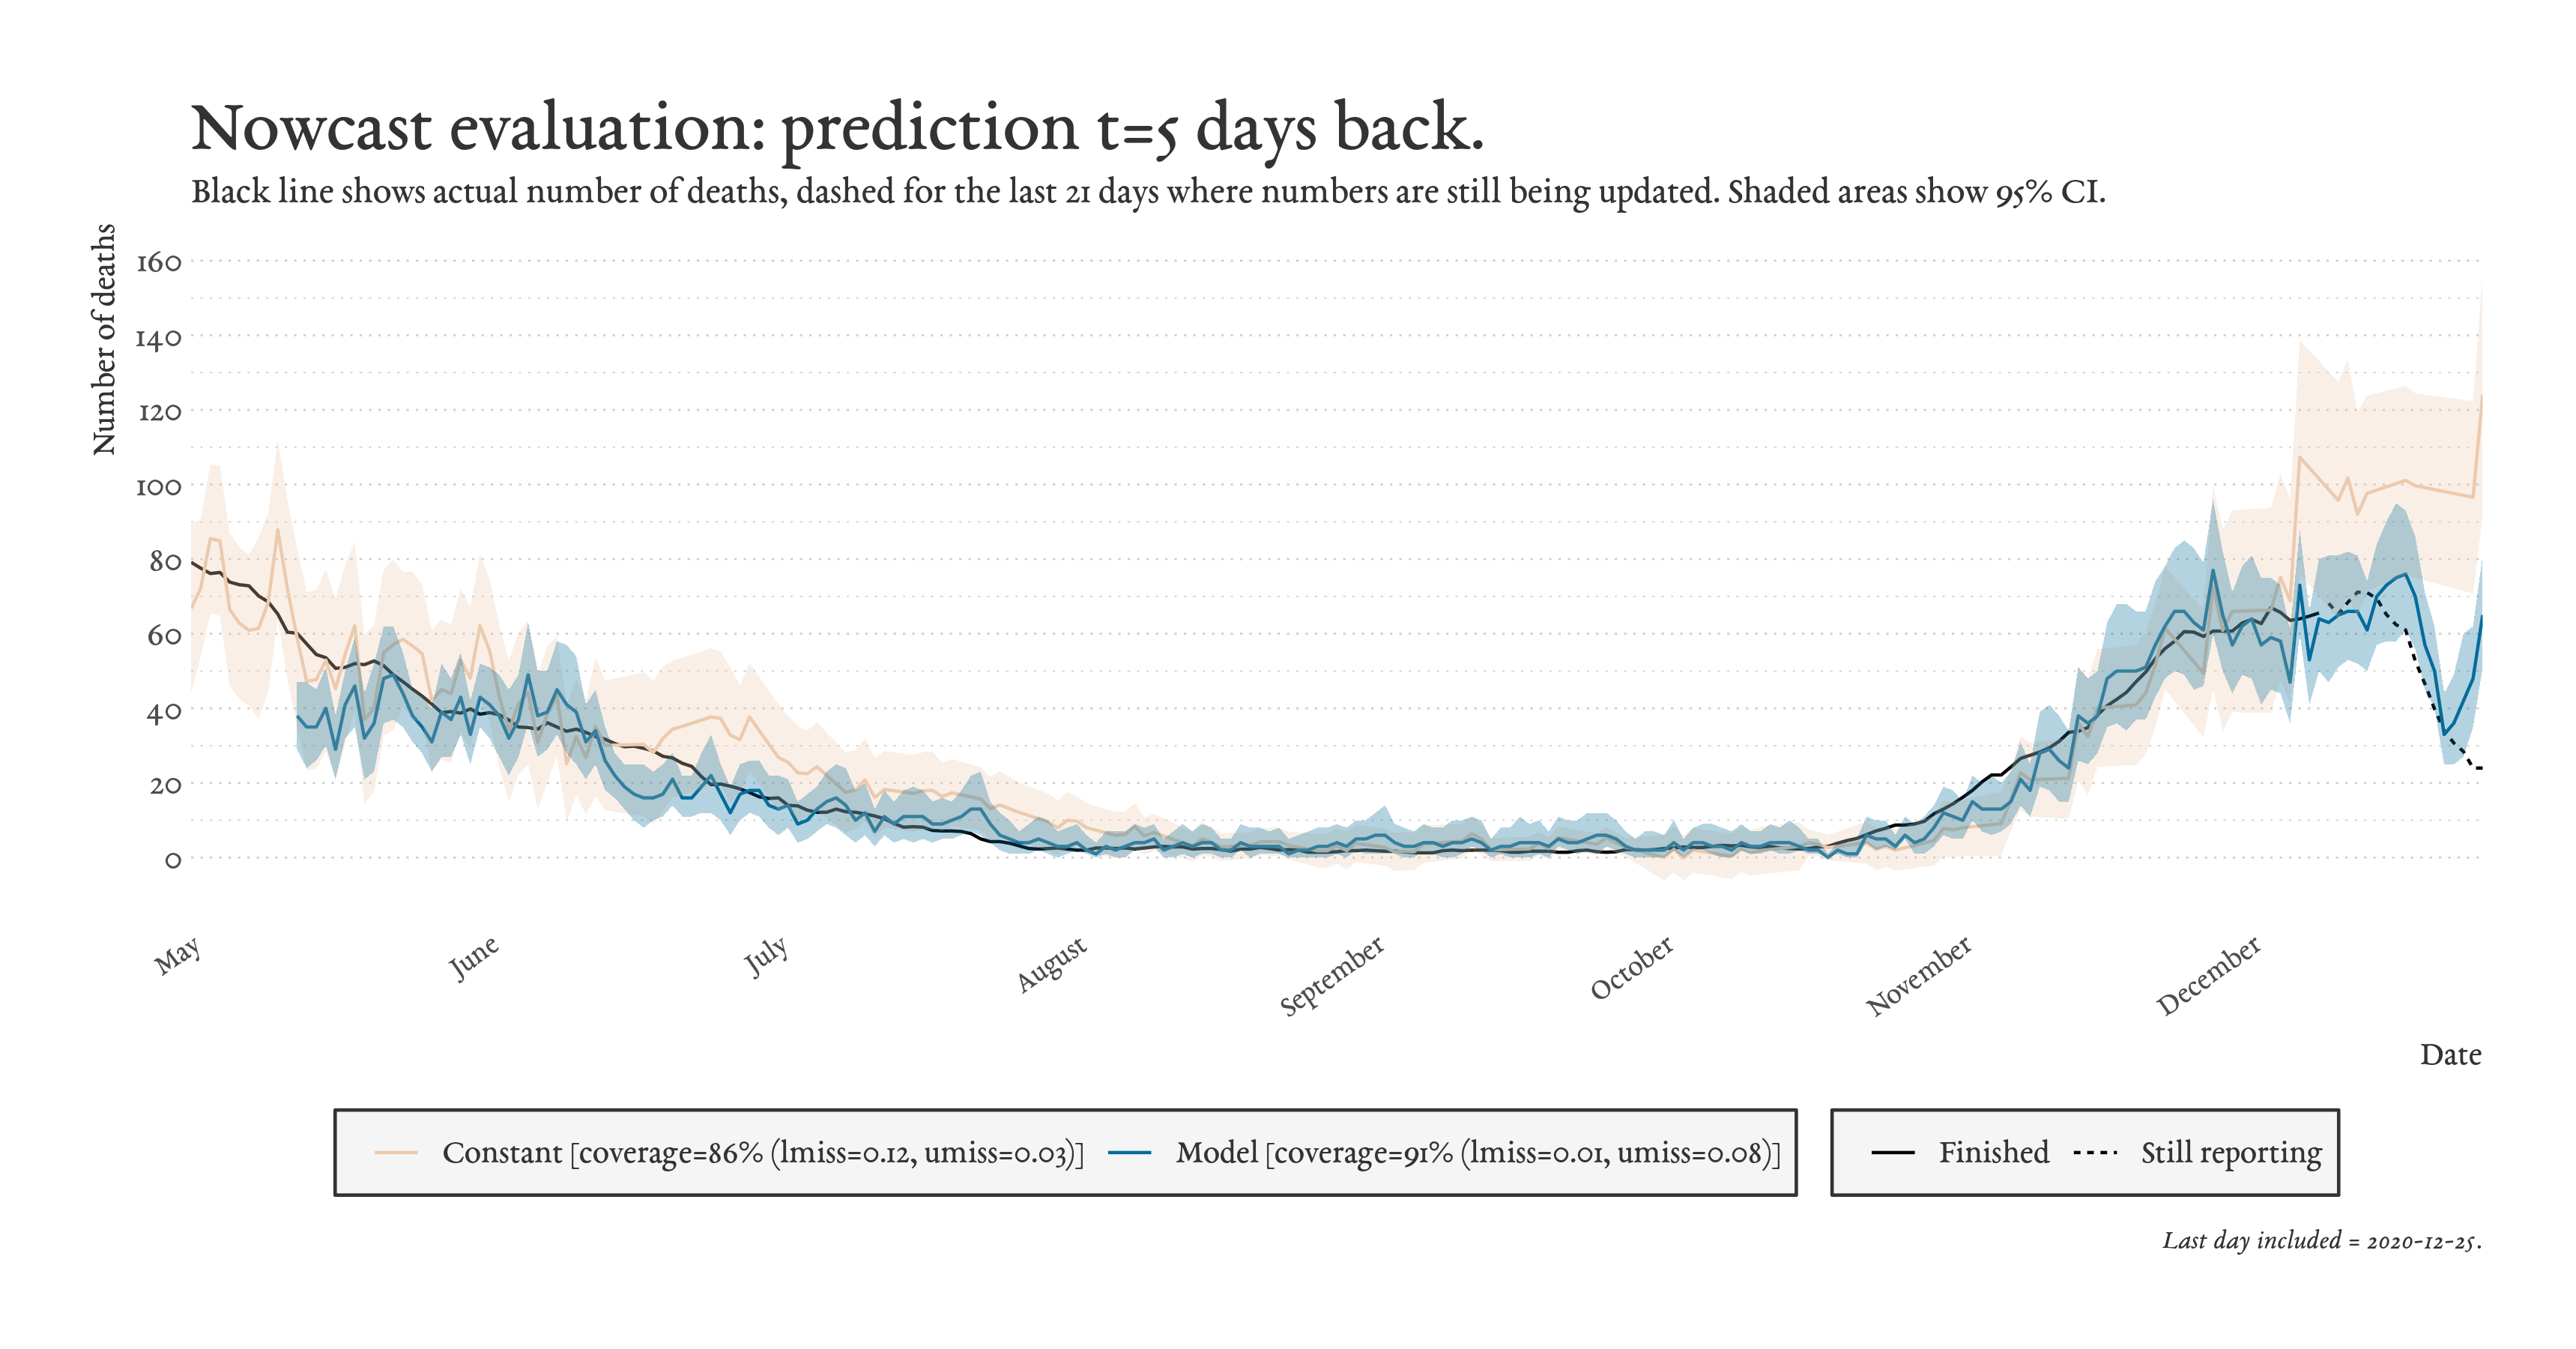 Nowcast evaluation: prediction t=5 days back.
Black line shows actual number of deaths, dashed for the last 21 days where numbers are still being updated. Shaded areas show 95% CI.
Number of deaths
160
140
120
100
80
60
40
20
0
May
June
July
August
September
October
November
December
Date
Constant [coverage=86% (lmiss=0.12, umiss=0.03)]
Model [coverage=91% (lmiss=0.01, umiss=0.08)]
Finished
Still reporting
Last day included = 2020-12-25.